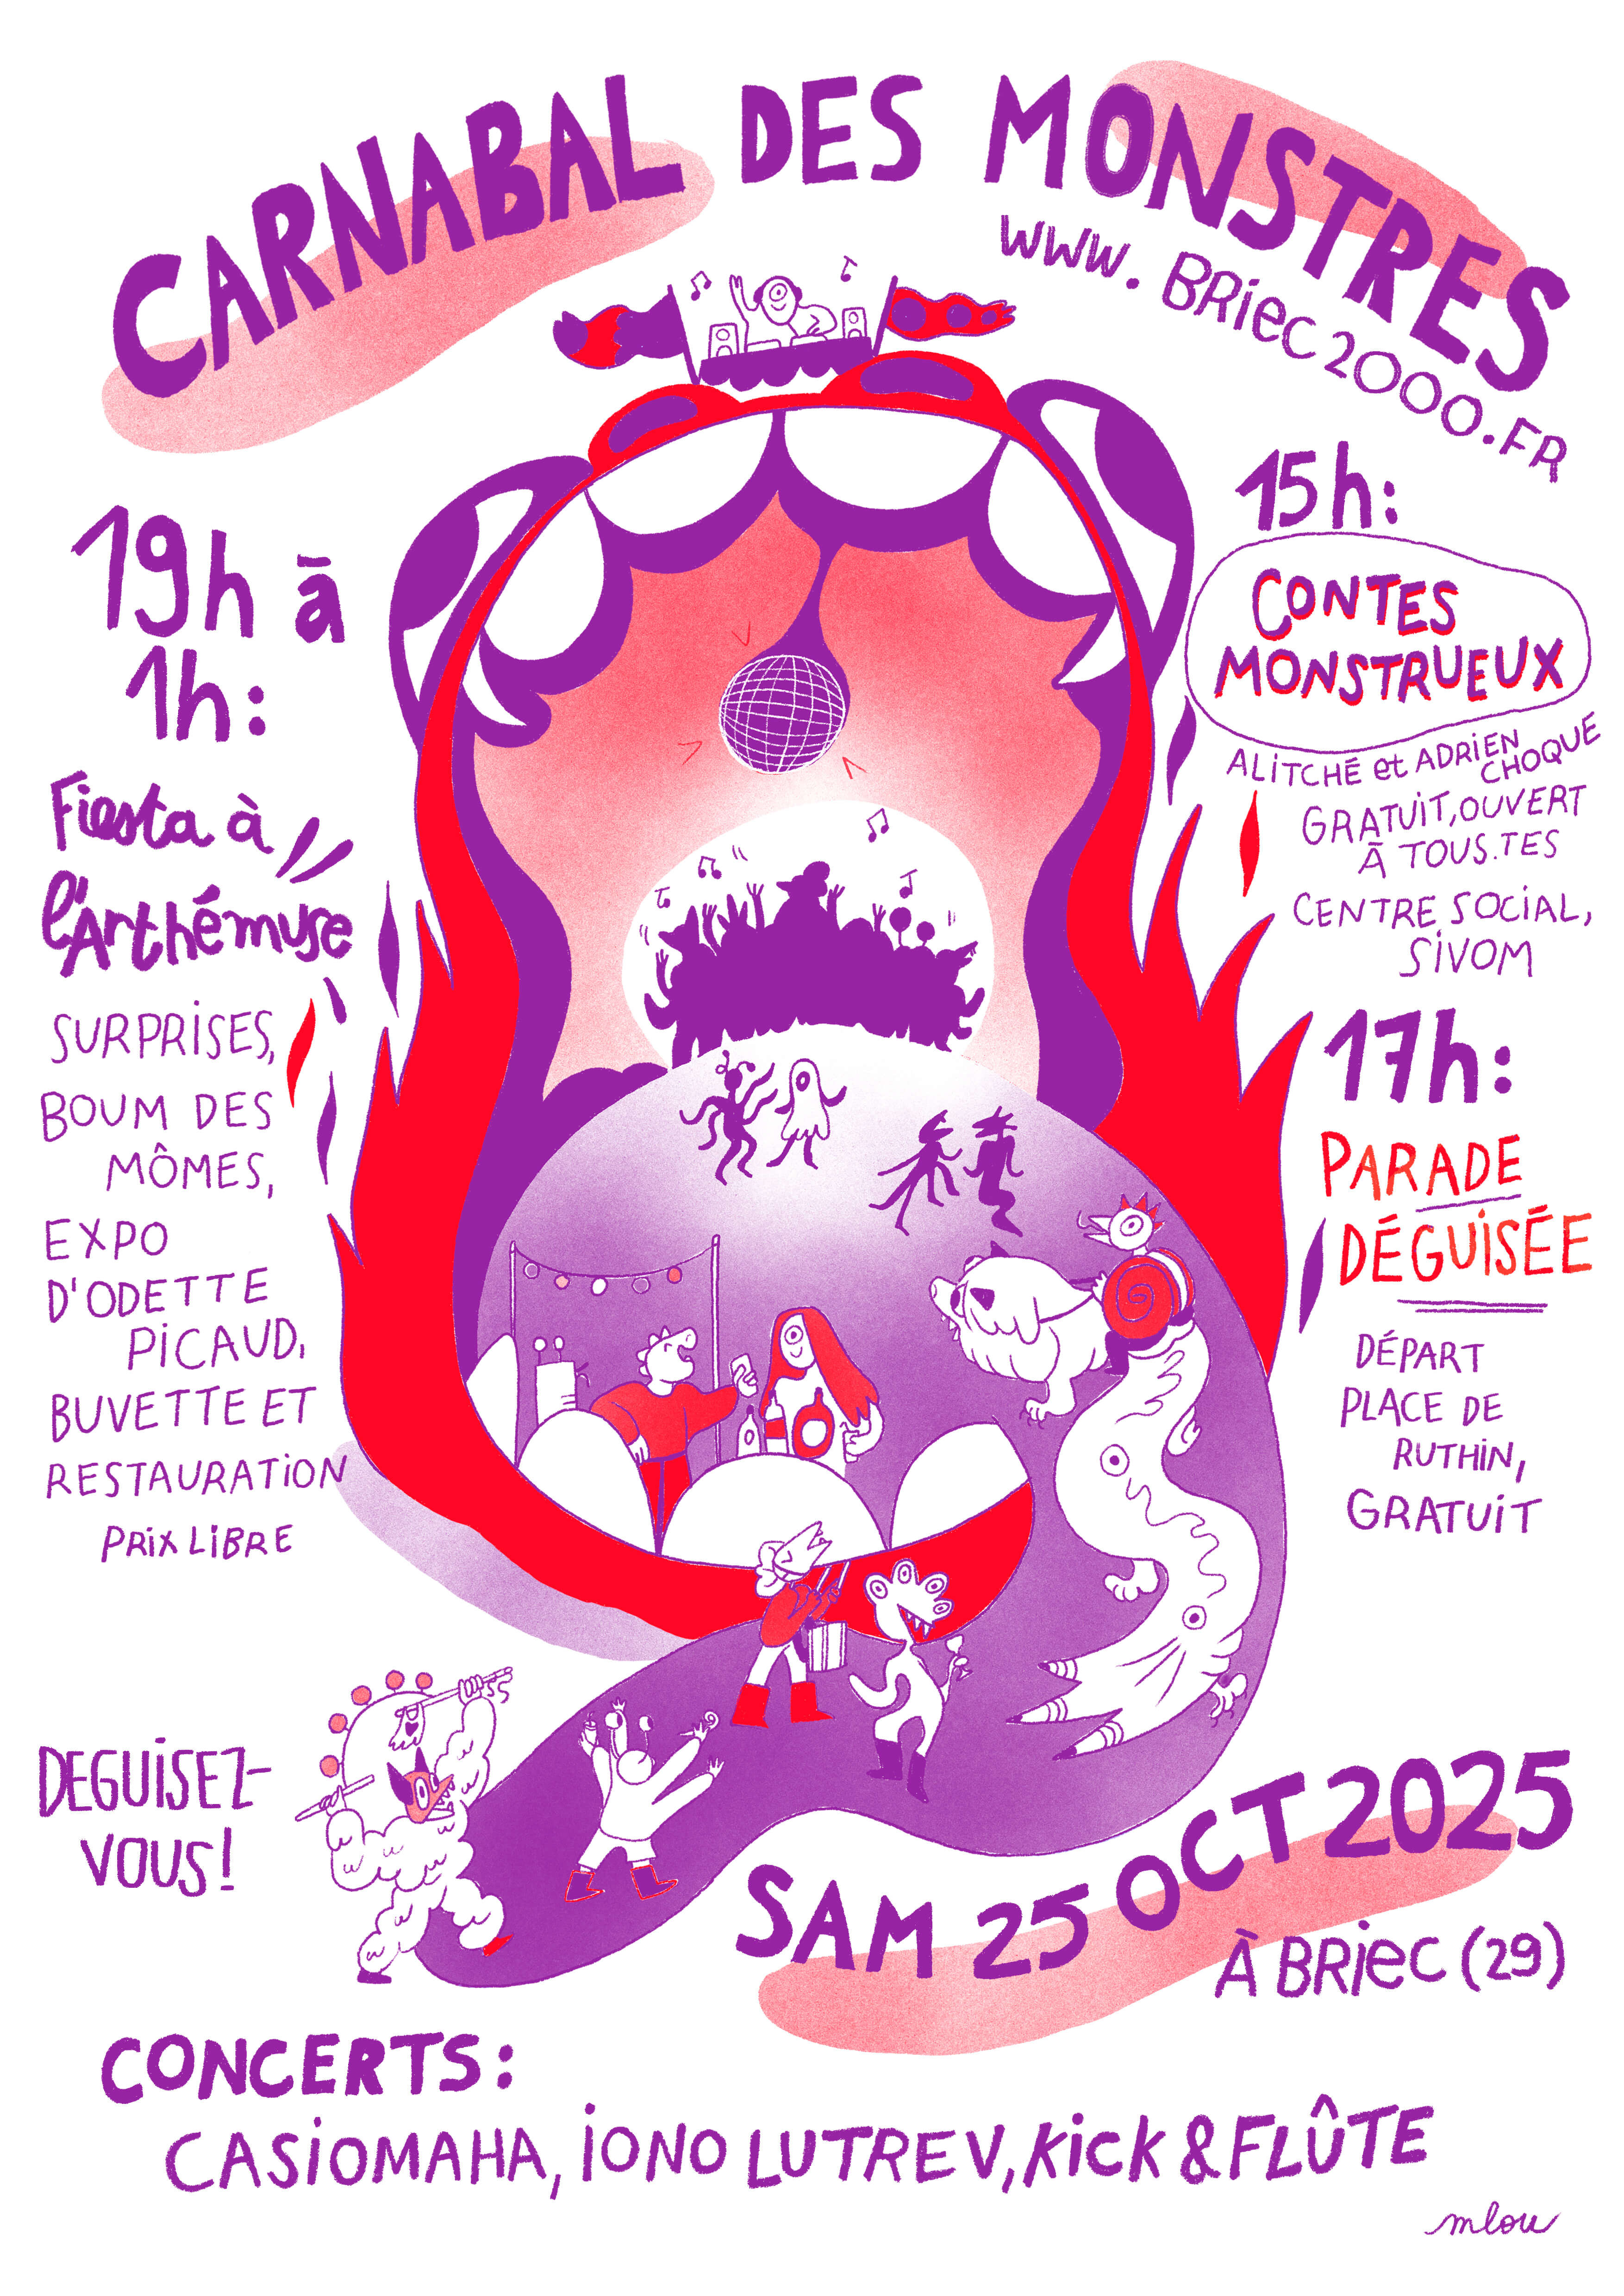 CARNABAL DES MONSTRES
WWW.BRiEC2000.FR
19h à
1h:
Fiesta à
l'Arthémuse
SURPRiSES,
BOUM DES
MÔMES,
EXPO
D'ODETTE
PiCAUD,
BUVETTE ET
RESTAURATiON
PRiX LiBRE
15h:
CONTES
MONSTRUEUX
ALiTCHÉ et ADRiEN
CHOQUE
GRATUiT, OUVERT
À TOUS.TES
CENTRE SOCiAL,
SiVOM
17h:
PARADE
DÉGUiSÉE
DÉPART
PLACE DE
RUTHiN,
GRATUiT
DEGUiSEZ-
VOUS!
SAM 25 OCT 2025
À BRiEC (29)
CONCERTS:
CASiOMAHA, iONO LUTREV, KiCK & FLÛTE
mlou